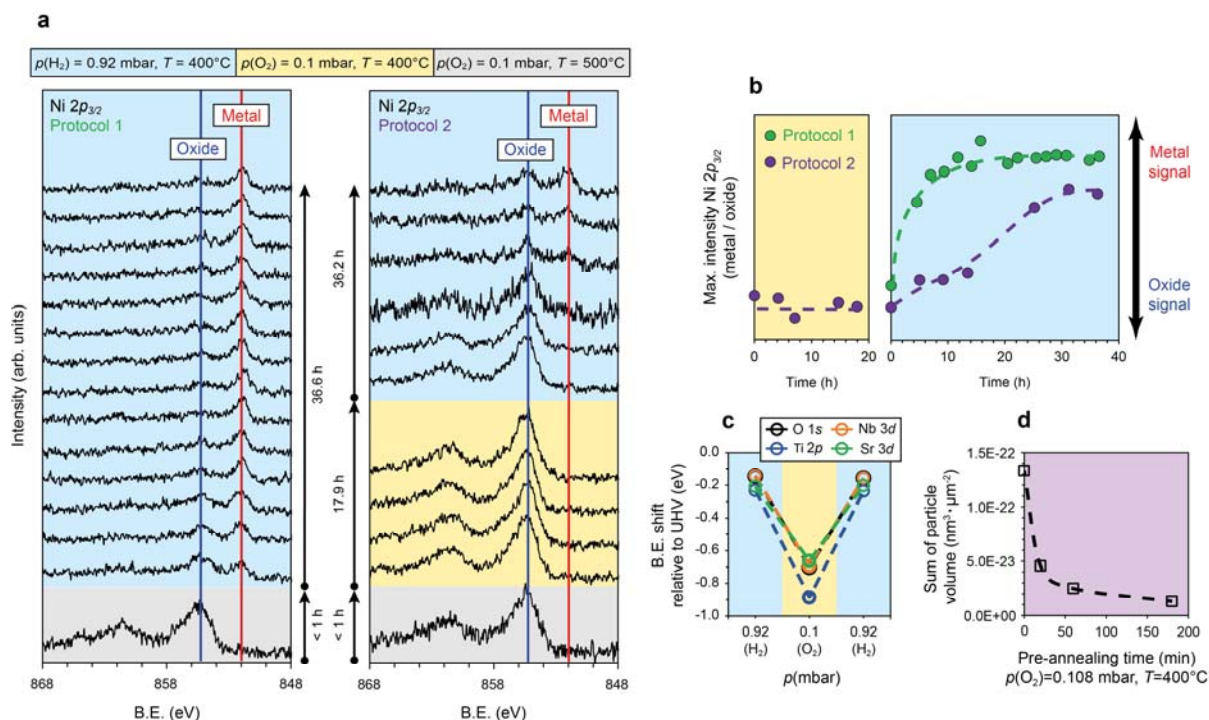 a
p(H₂) = 0.92 mbar, T = 400°C
p(O₂) = 0.1 mbar, T = 400°C
p(O₂) = 0.1 mbar, T = 500°C
Ni 2p₃/₂
Protocol 1
Metal
Oxide
Ni 2p₃/₂
Protocol 2
Metal
Oxide
Intensity (arb. units)
36.6 h
< 1 h
36.2 h
17.9 h
< 1 h
868
858
848
868
858
848
B.E. (eV)
B.E. (eV)
b
Max. intensity Ni 2p₃/₂
(metal / oxide)
Protocol 1
Protocol 2
Metal
signal
Oxide
signal
0
10
20
0
10
20
30
40
Time (h)
Time (h)
c
O 1s
Nb 3d
Ti 2p
Sr 3d
B.E. shift
relative to UHV (eV)
0.0
-0.2
-0.4
-0.6
-0.8
-1.0
0.92
(H₂)
0.1
(O₂)
0.92
(H₂)
p(mbar)
d
Sum of particle
volume (nm³·µm⁻²)
1.5E-22
1.0E-22
5.0E-23
0.0E+00
0
50
100
150
200
Pre-annealing time (min)
p(O₂)=0.108 mbar, T=400°C